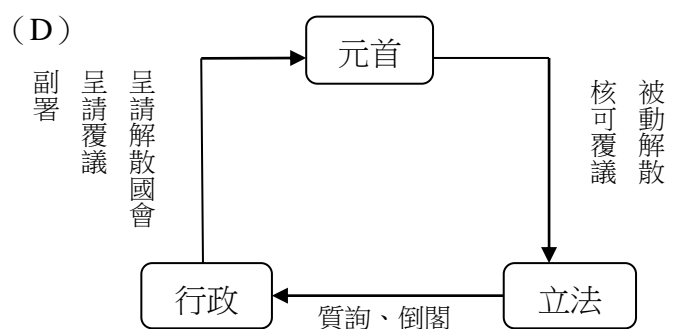 （D）
元首
副署
呈請覆議
呈請解散國會
被動解散
核可覆議
行政
立法
質詢、倒閣